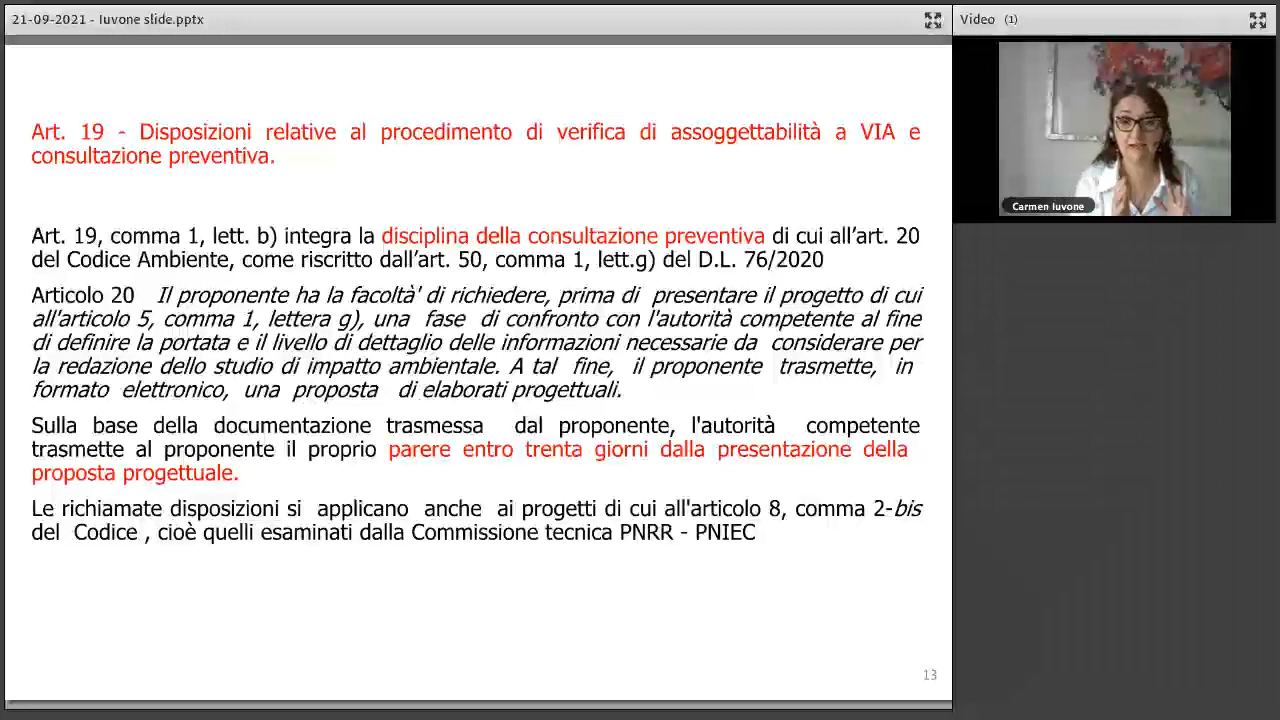 21-09-2021 - Iuvone slide.pptx
Video (1)
Carmen Iuvone
Art. 19 - Disposizioni relative al procedimento di verifica di assoggettabilità a VIA e
consultazione preventiva.
Art. 19, comma 1, lett. b) integra la disciplina della consultazione preventiva di cui all’art. 20
del Codice Ambiente, come riscritto dall’art. 50, comma 1, lett.g) del D.L. 76/2020
Articolo 20 Il proponente ha la facoltà' di richiedere, prima di presentare il progetto di cui
all'articolo 5, comma 1, lettera g), una fase di confronto con l'autorità competente al fine
di definire la portata e il livello di dettaglio delle informazioni necessarie da considerare per
la redazione dello studio di impatto ambientale. A tal fine, il proponente trasmette, in
formato elettronico, una proposta di elaborati progettuali.
Sulla base della documentazione trasmessa dal proponente, l'autorità competente
trasmette al proponente il proprio parere entro trenta giorni dalla presentazione della
proposta progettuale.
Le richiamate disposizioni si applicano anche ai progetti di cui all'articolo 8, comma 2-bis
del Codice , cioè quelli esaminati dalla Commissione tecnica PNRR - PNIEC
13